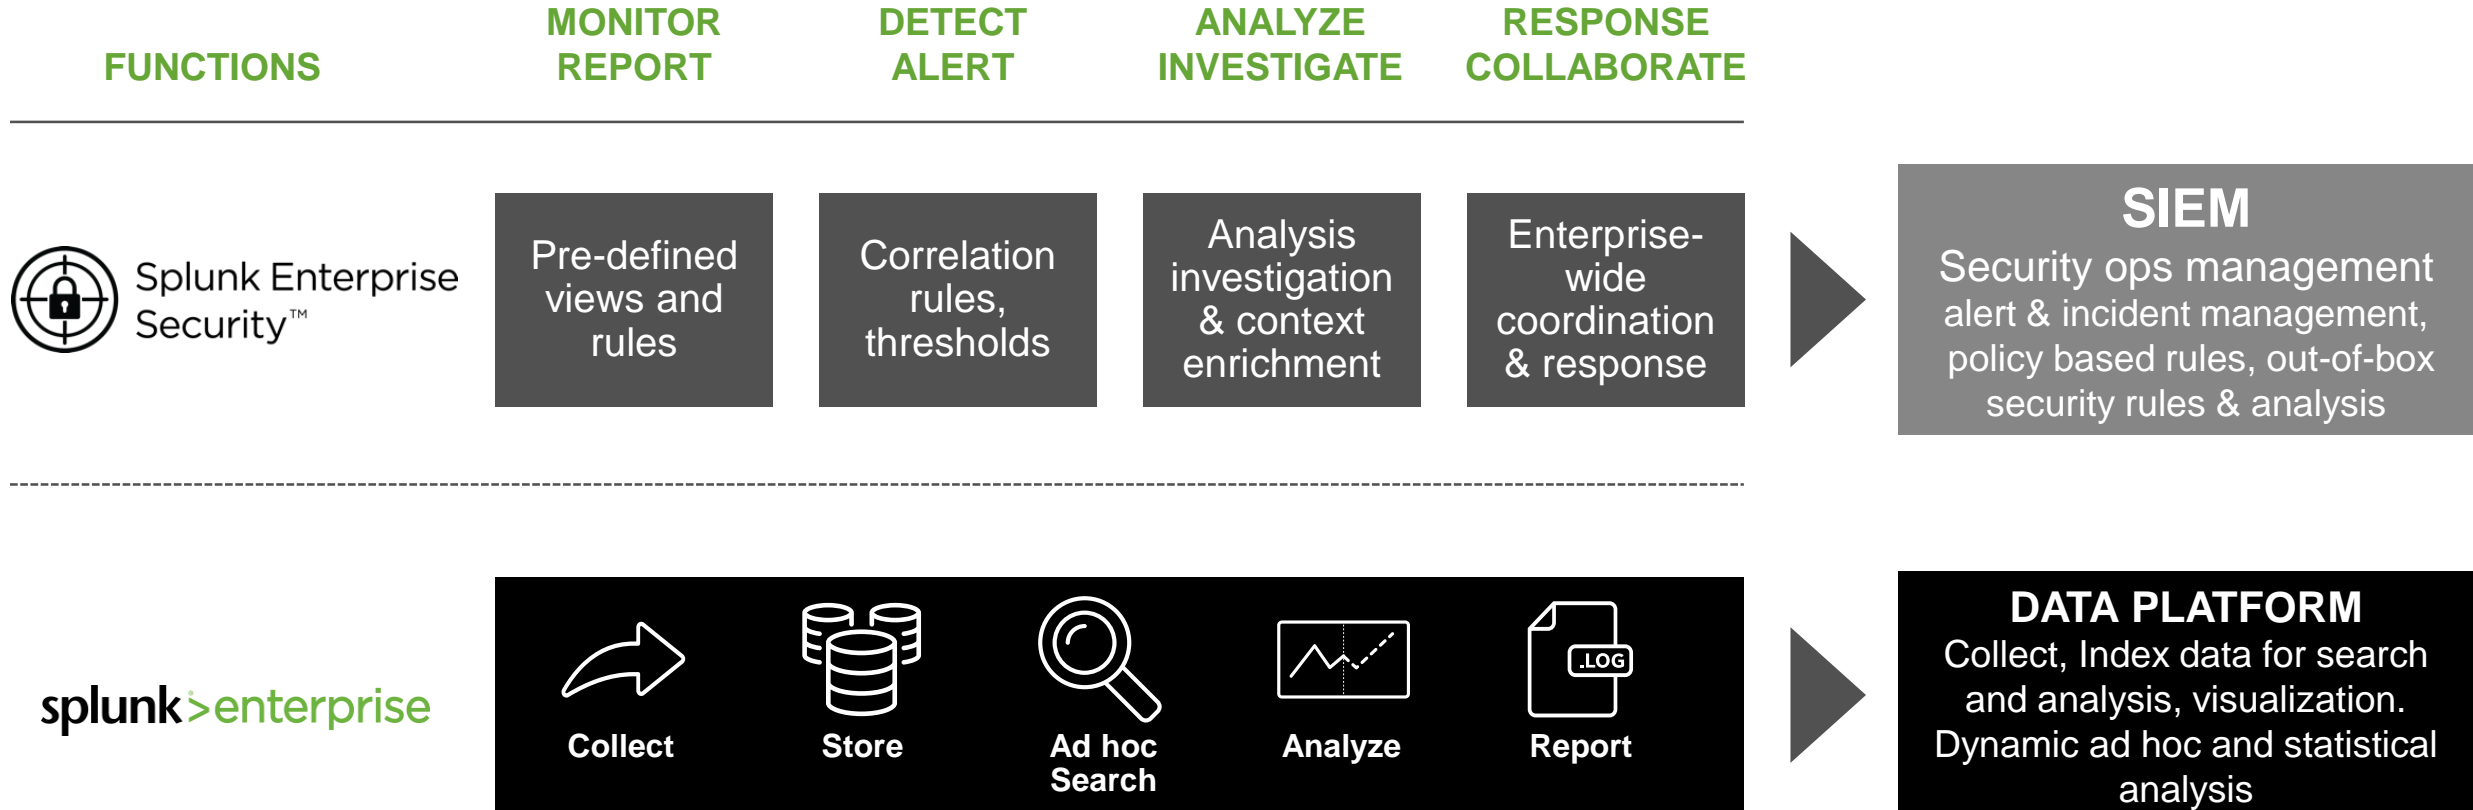 FUNCTIONS
MONITOR
REPORT
DETECT
ALERT
ANALYZE
INVESTIGATE
RESPONSE
COLLABORATE
Splunk Enterprise
Security™
Pre-defined
views and
rules
Correlation
rules,
thresholds
Analysis
investigation
& context
enrichment
Enterprise-
wide
coordination
& response
SIEM
Security ops management
alert & incident management,
policy based rules, out-of-box
security rules & analysis
splunk>enterprise
Collect
Store
Ad hoc
Search
Analyze
.LOG
Report
DATA PLATFORM
Collect, Index data for search
and analysis, visualization.
Dynamic ad hoc and statistical
analysis